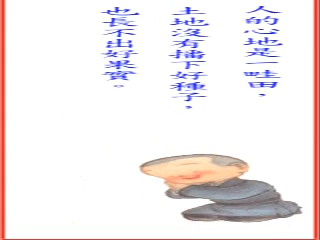 人的心地是一畦田，
土地沒有播下好種子，
也長不出好果實。